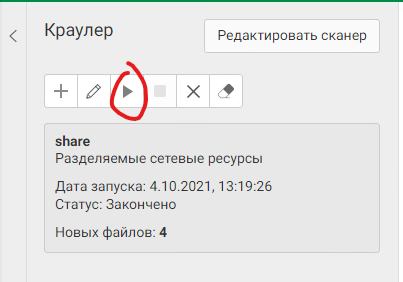 Краулер
Редактировать сканер
share
Разделяемые сетевые ресурсы
Дата запуска: 4.10.2021, 13:19:26
Статус: Закончено
Новых файлов: 4